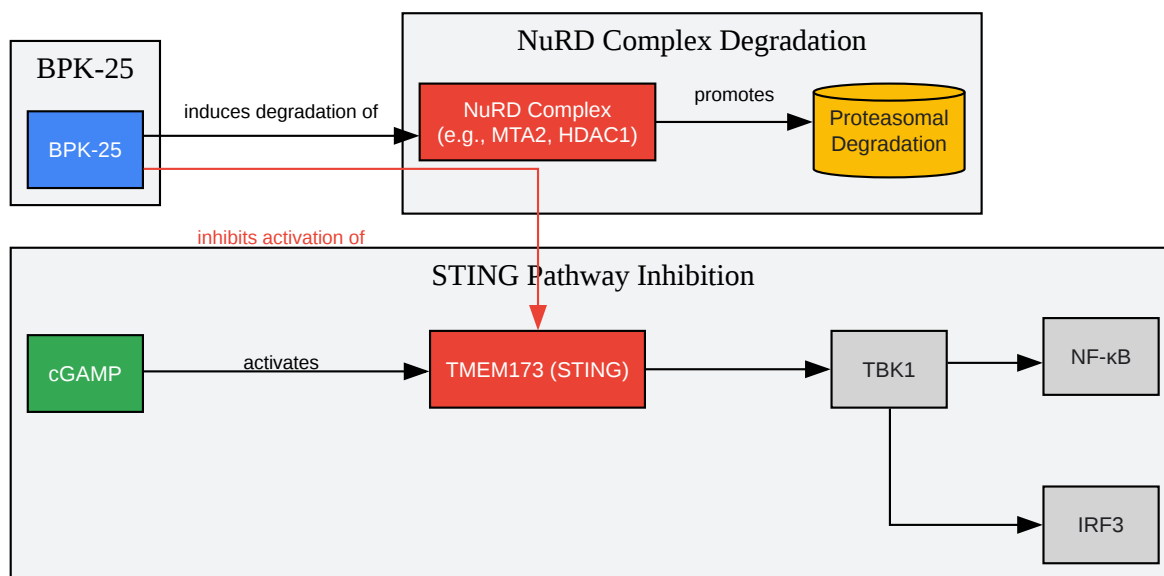 NuRD Complex Degradation
BPK-25
induces degradation of
NuRD Complex
(e.g., MTA2, HDAC1)
promotes
Proteasomal
Degradation
BPK-25
inhibits activation of
STING Pathway Inhibition
cGAMP
activates
TMEM173 (STING)
TBK1
NF-κB
IRF3